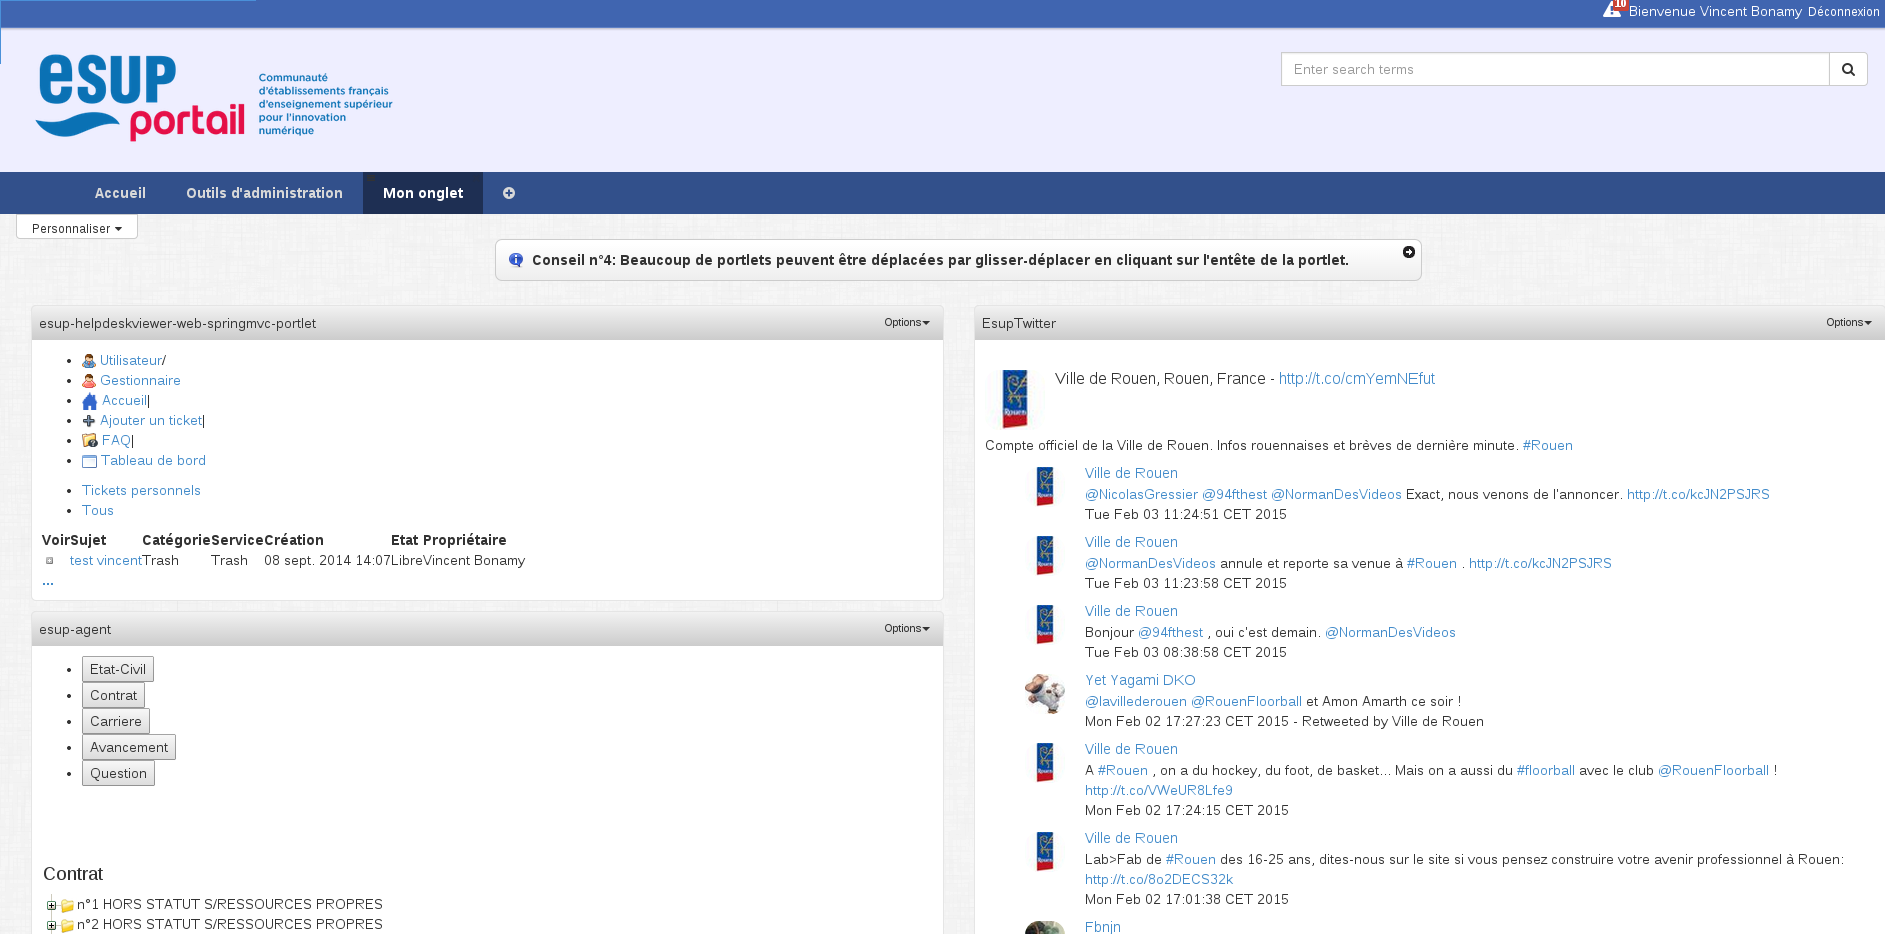 10 Bienvenue Vincent Bonamy Déconnexion
esup portail
Communauté
d'établissements français
d'enseignement supérieur
pour l'innovation
numérique
Enter search terms
Accueil Outils d'administration Mon onglet
Personnaliser
Conseil n°4: Beaucoup de portlets peuvent être déplacées par glisser-déplacer en cliquant sur l'entête de la portlet.
esup-helpdeskviewer-web-springmvc-portlet Options
Utilisateur/
Gestionnaire
Accueil|
Ajouter un ticket|
FAQ|
Tableau de bord
Tickets personnels
Tous
Voir Sujet Catégorie Service Création Etat Propriétaire
test vincent Trash Trash 08 sept. 2014 14:07 Libre Vincent Bonamy
...
esup-agent Options
Etat-Civil
Contrat
Carriere
Avancement
Question
Contrat
n°1 HORS STATUT S/RESSOURCES PROPRES
n°2 HORS STATUT S/RESSOURCES PROPRES
EsupTwitter Options
Rouen
Ville de Rouen, Rouen, France - http://t.co/cmYemNEfut
Compte officiel de la Ville de Rouen. Infos rouennaises et brèves de dernière minute. #Rouen
Ville de Rouen
@NicolasGressier @94fthest @NormanDesVideos Exact, nous venons de l'annoncer. http://t.co/kcJN2PSJRS
Tue Feb 03 11:24:51 CET 2015
Ville de Rouen
@NormanDesVideos annule et reporte sa venue à #Rouen . http://t.co/kcJN2PSJRS
Tue Feb 03 11:23:58 CET 2015
Ville de Rouen
Bonjour @94fthest , oui c'est demain. @NormanDesVideos
Tue Feb 03 08:38:58 CET 2015
Yet Yagami DKO
@lavillederouen @RouenFloorball et Amon Amarth ce soir !
Mon Feb 02 17:27:23 CET 2015 - Retweeted by Ville de Rouen
Ville de Rouen
A #Rouen , on a du hockey, du foot, de basket... Mais on a aussi du #floorball avec le club @RouenFloorball !
http://t.co/VWeUR8Lfe9
Mon Feb 02 17:24:15 CET 2015
Ville de Rouen
Lab>Fab de #Rouen des 16-25 ans, dites-nous sur le site si vous pensez construire votre avenir professionnel à Rouen:
http://t.co/8o2DECS32k
Mon Feb 02 17:01:38 CET 2015
Fbnjn